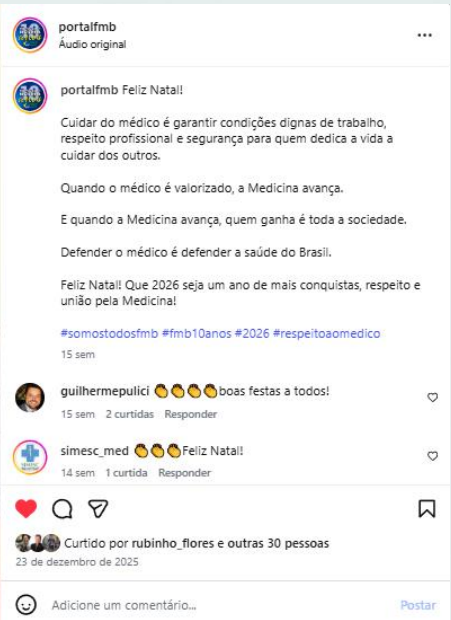 portalfmb
Áudio original
portalfmb Feliz Natal!
Cuidar do médico é garantir condições dignas de trabalho,
respeito profissional e segurança para quem dedica a vida a
cuidar dos outros.
Quando o médico é valorizado, a Medicina avança.
E quando a Medicina avança, quem ganha é toda a sociedade.
Defender o médico é defender a saúde do Brasil.
Feliz Natal! Que 2026 seja um ano de mais conquistas, respeito e
união pela Medicina!
#somostodosfmb #fmb10anos #2026 #respeitoaomedico
15 sem
guilhermepulici 👏👏👏👏boas festas a todos!
15 sem 2 curtidas Responder
simesc_med 👏👏👏Feliz Natal!
14 sem 1 curtida Responder
Curtido por rubinho_flores e outras 30 pessoas
23 de dezembro de 2025
Adicione um comentário... Postar